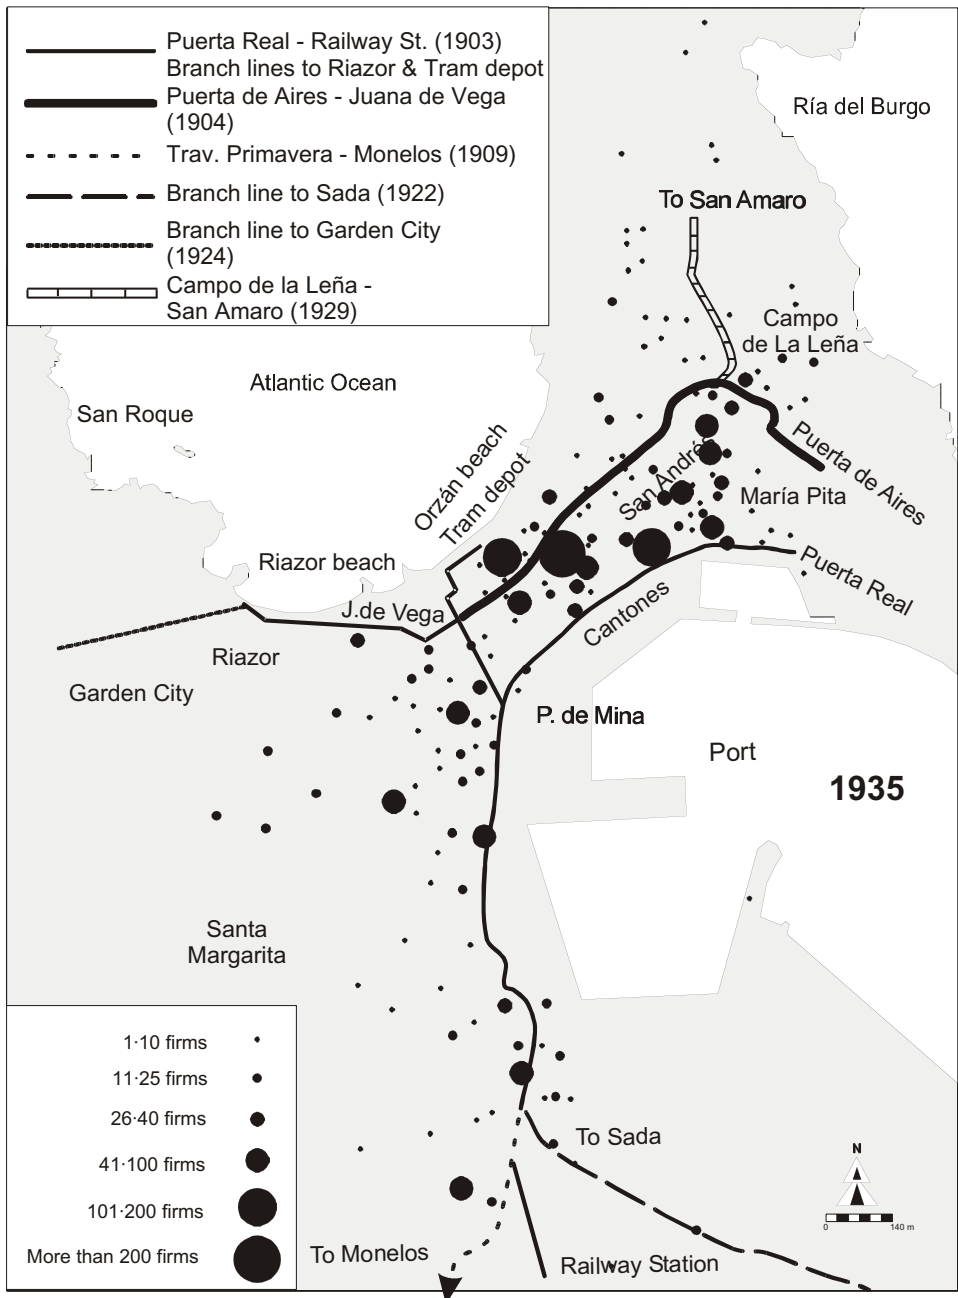 Puerta Real - Railway St. (1903)
Branch lines to Riazor & Tram depot
Puerta de Aires - Juana de Vega
(1904)
Trav. Primavera - Monelos (1909)
Branch line to Sada (1922)
Branch line to Garden City
(1924)
Campo de la Leña -
San Amaro (1929)
Ría del Burgo
To San Amaro
Campo
de La Leña
Atlantic Ocean
San Roque
Orzán beach
Tram depot
San Andrés
Puerta de Aires
María Pita
Riazor beach
Puerta Real
J.de Vega
Cantones
Riazor
Garden City
P. de Mina
Port
1935
Santa
Margarita
1·10 firms
11·25 firms
26·40 firms
41·100 firms
101·200 firms
More than 200 firms
To Sada
N
0 140 m
To Monelos
Railway Station